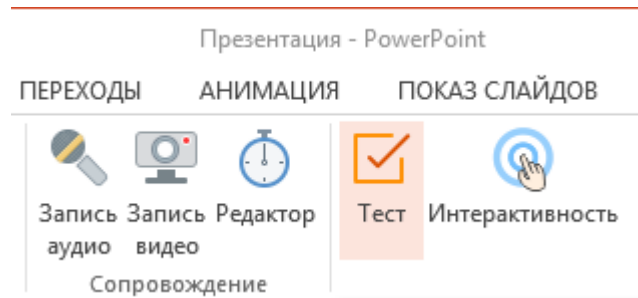 Презентация - PowerPoint
ПЕРЕХОДЫ АНИМАЦИЯ ПОКАЗ СЛАЙДОВ
Запись Запись Редактор Тест Интерактивность
аудио видео
Сопровождение